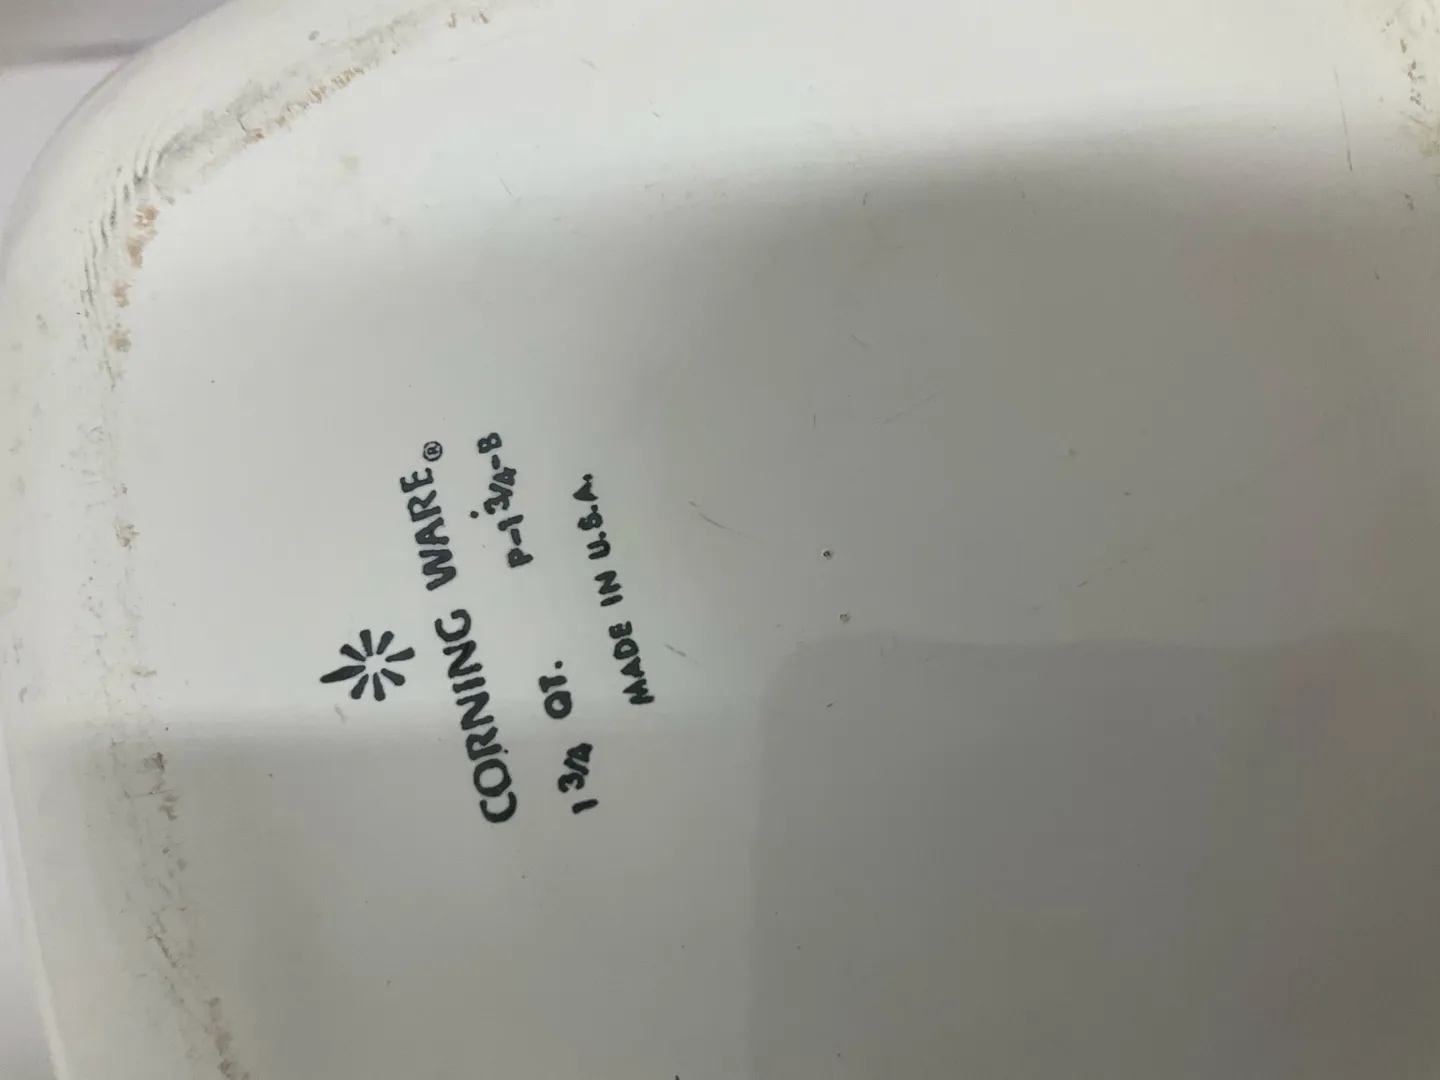 CORNING WARE®
1 3/4 QT. P-1 3/4-B
MADE IN U.S.A.